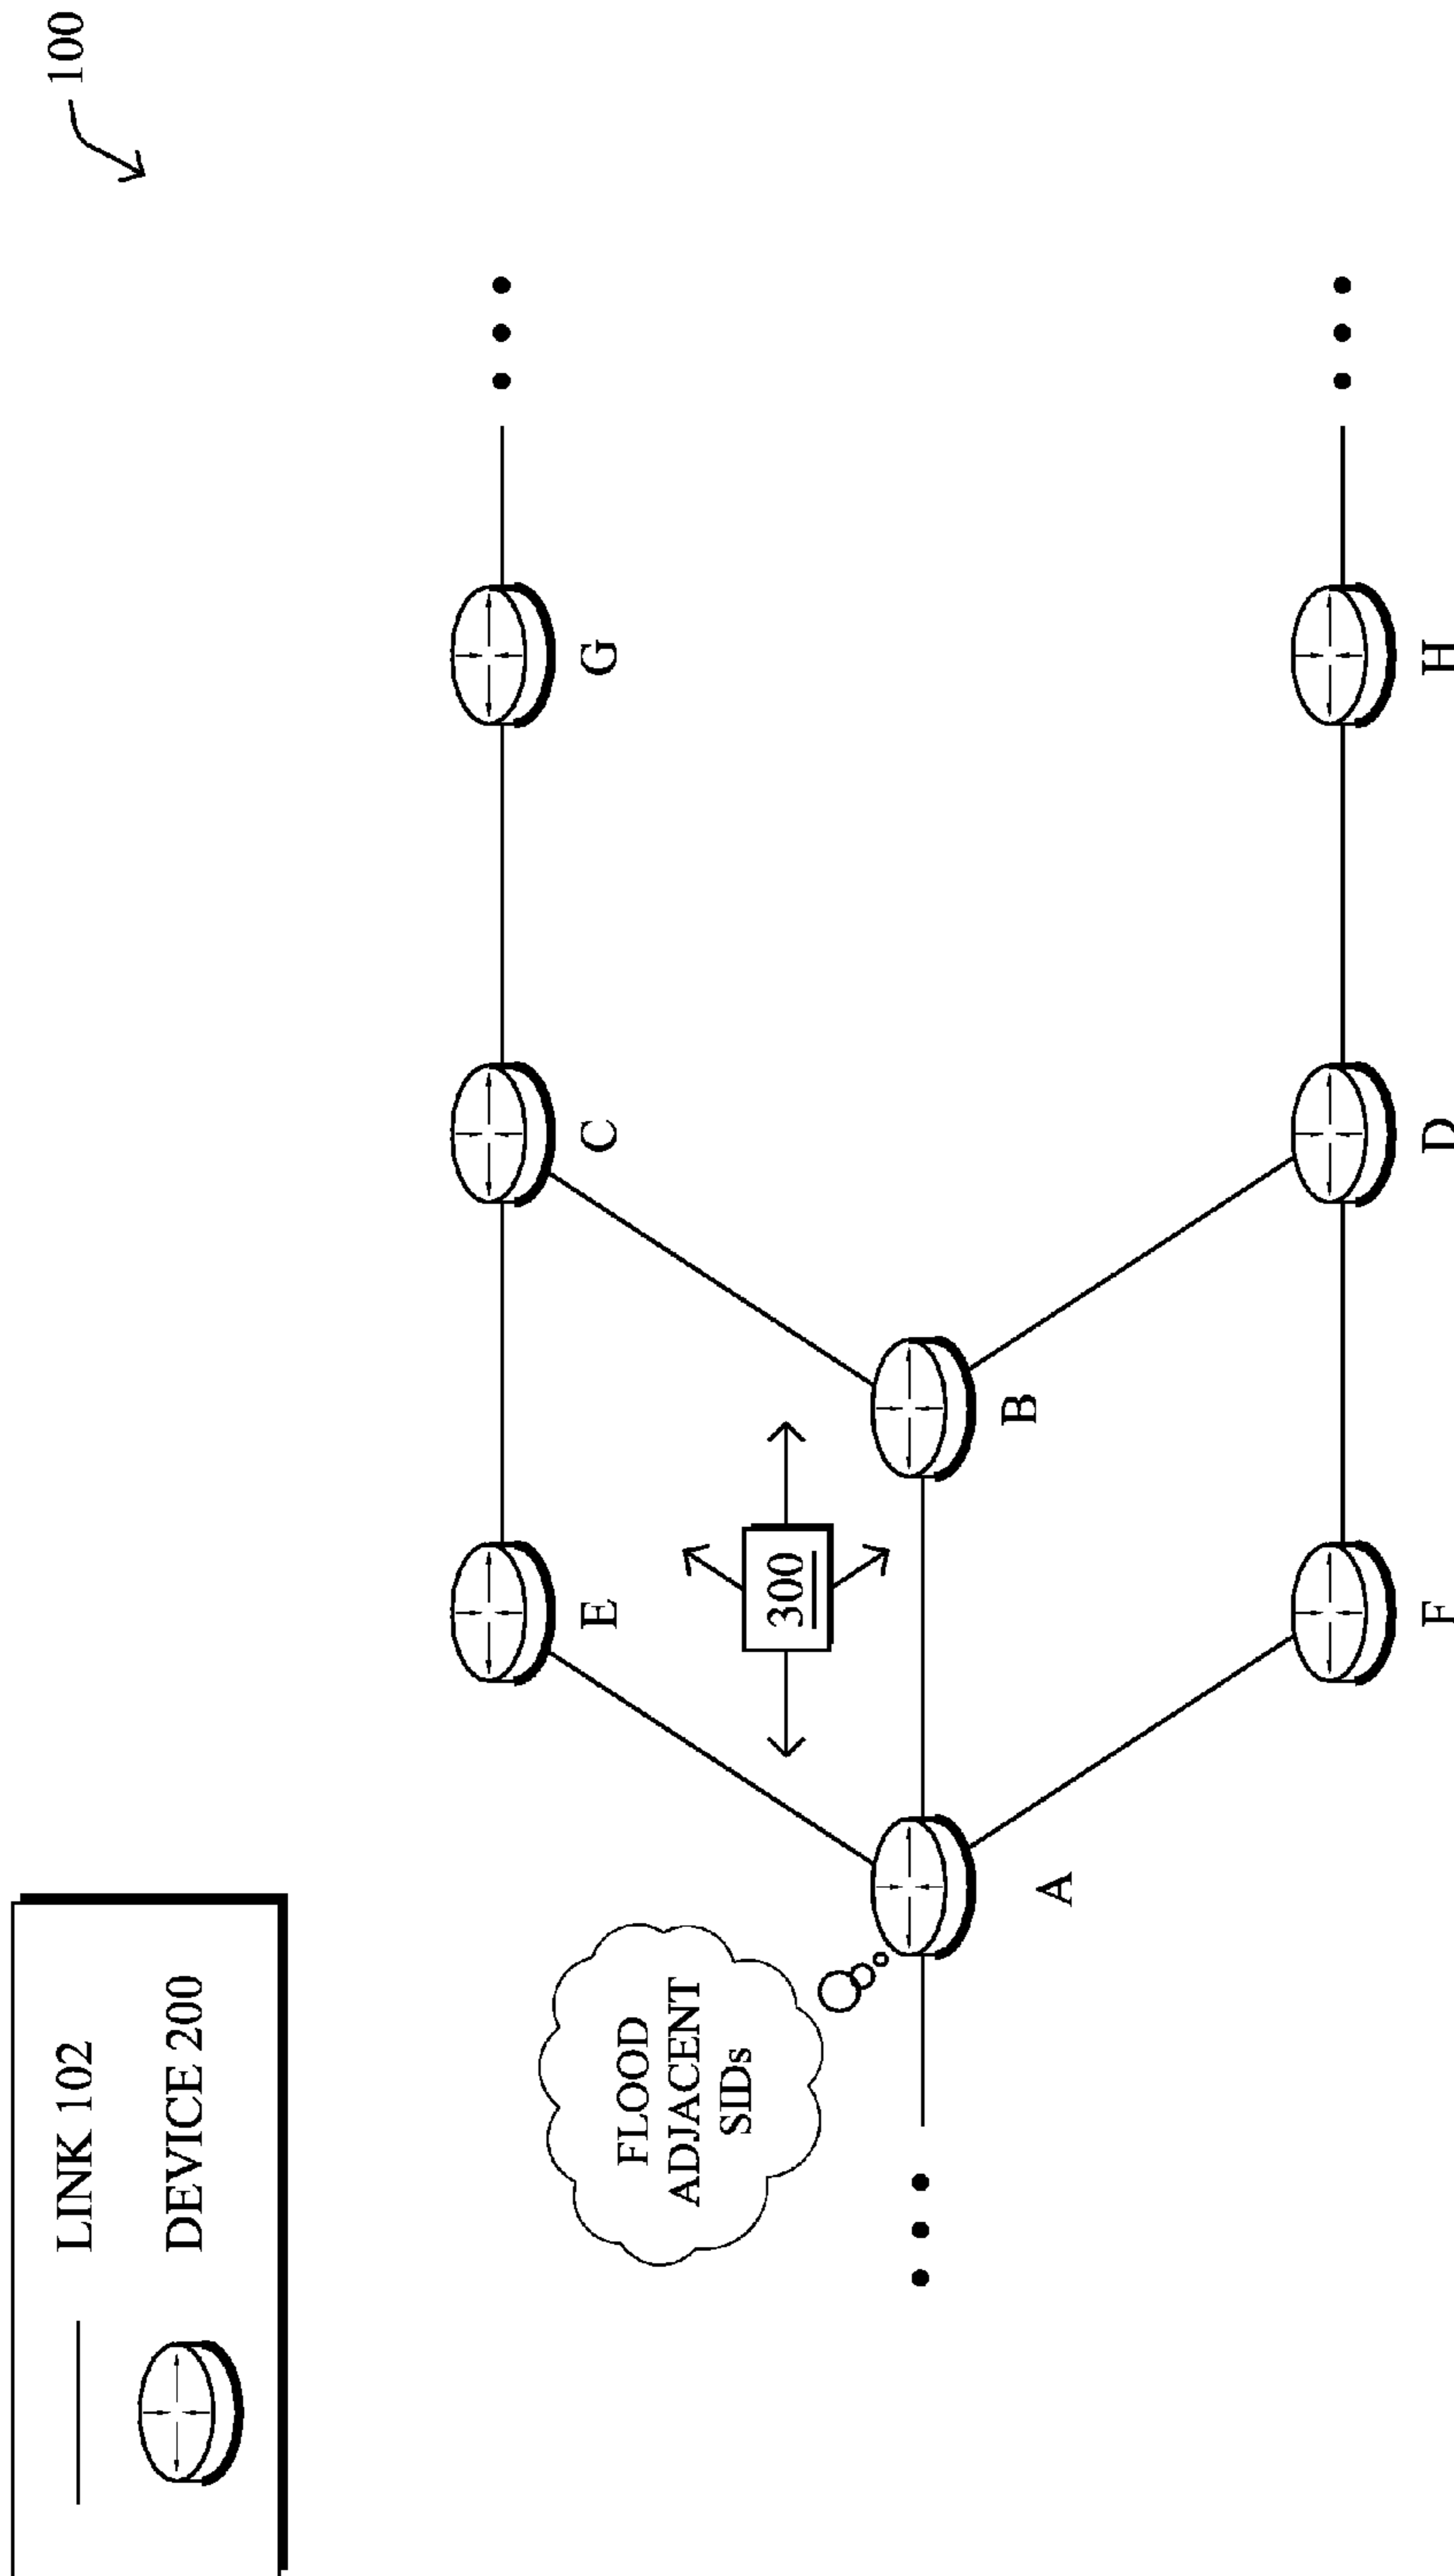 LINK 102
DEVICE 200
100
FLOOD
ADJACENT
SIDs
300
E
C
G
A
B
F
D
H